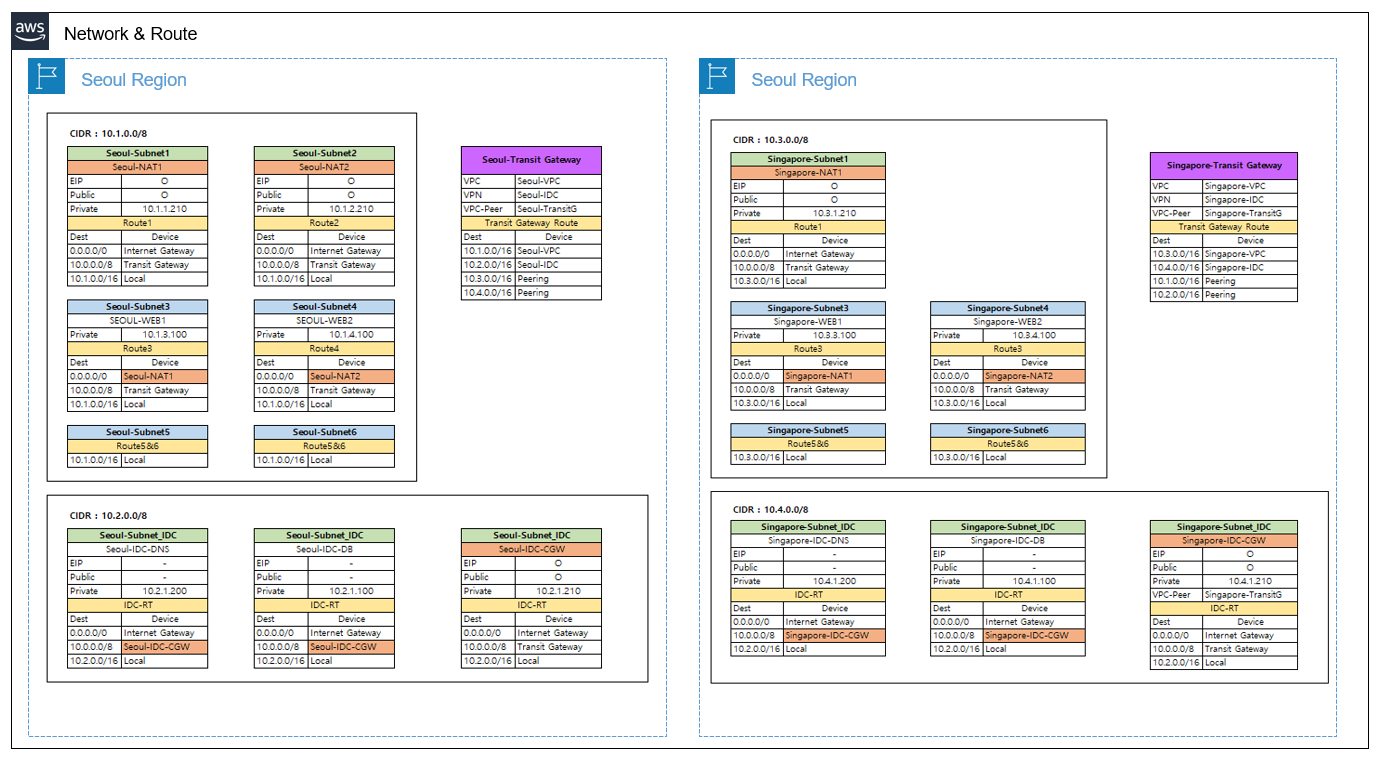 aws
Network & Route
Seoul Region
CIDR : 10.1.0.0/8
Seoul-Subnet1
Seoul-NAT1
EIP O
Public O
Private 10.1.1.210
Route1
Dest Device
0.0.0.0/0 Internet Gateway
10.0.0.0/8 Transit Gateway
10.1.0.0/16 Local
Seoul-Subnet2
Seoul-NAT2
EIP O
Public O
Private 10.1.2.210
Route2
Dest Device
0.0.0.0/0 Internet Gateway
10.0.0.0/8 Transit Gateway
10.1.0.0/16 Local
Seoul-Transit Gateway
VPC Seoul-VPC
VPN Seoul-IDC
VPC-Peer Seoul-TransitG
Transit Gateway Route
Dest Device
10.1.0.0/16 Seoul-VPC
10.2.0.0/16 Seoul-IDC
10.3.0.0/16 Peering
10.4.0.0/16 Peering
Seoul-Subnet3
SEOUL-WEB1
Private 10.1.3.100
Route3
Dest Device
0.0.0.0/0 Seoul-NAT1
10.0.0.0/8 Transit Gateway
10.1.0.0/16 Local
Seoul-Subnet4
SEOUL-WEB2
Private 10.1.4.100
Route4
Dest Device
0.0.0.0/0 Seoul-NAT2
10.0.0.0/8 Transit Gateway
10.1.0.0/16 Local
Seoul-Subnet5
Route5&6
10.1.0.0/16 Local
Seoul-Subnet6
Route5&6
10.1.0.0/16 Local
CIDR : 10.2.0.0/8
Seoul-Subnet_IDC
Seoul-IDC-DNS
EIP -
Public -
Private 10.2.1.200
IDC-RT
Dest Device
0.0.0.0/0 Internet Gateway
10.0.0.0/8 Seoul-IDC-CGW
10.2.0.0/16 Local
Seoul-Subnet_IDC
Seoul-IDC-DB
EIP -
Public -
Private 10.2.1.100
IDC-RT
Dest Device
0.0.0.0/0 Internet Gateway
10.0.0.0/8 Seoul-IDC-CGW
10.2.0.0/16 Local
Seoul-Subnet_IDC
Seoul-IDC-CGW
EIP O
Public O
Private 10.2.1.210
IDC-RT
Dest Device
0.0.0.0/0 Internet Gateway
10.0.0.0/8 Transit Gateway
10.2.0.0/16 Local
Seoul Region
CIDR : 10.3.0.0/8
Singapore-Subnet1
Singapore-NAT1
EIP O
Public O
Private 10.3.1.210
Route1
Dest Device
0.0.0.0/0 Internet Gateway
10.0.0.0/8 Transit Gateway
10.3.0.0/16 Local
Singapore-Transit Gateway
VPC Singapore-VPC
VPN Singapore-IDC
VPC-Peer Singapore-TransitG
Transit Gateway Route
Dest Device
10.3.0.0/16 Singapore-VPC
10.4.0.0/16 Singapore-IDC
10.1.0.0/16 Peering
10.2.0.0/16 Peering
Singapore-Subnet3
Singapore-WEB1
Private 10.3.3.100
Route3
Dest Device
0.0.0.0/0 Singapore-NAT1
10.0.0.0/8 Transit Gateway
10.3.0.0/16 Local
Singapore-Subnet4
Singapore-WEB2
Private 10.3.4.100
Route3
Dest Device
0.0.0.0/0 Singapore-NAT2
10.0.0.0/8 Transit Gateway
10.3.0.0/16 Local
Singapore-Subnet5
Route5&6
10.3.0.0/16 Local
Singapore-Subnet6
Route5&6
10.3.0.0/16 Local
CIDR : 10.4.0.0/8
Singapore-Subnet_IDC
Singapore-IDC-DNS
EIP -
Public -
Private 10.4.1.200
IDC-RT
Dest Device
0.0.0.0/0 Internet Gateway
10.0.0.0/8 Singapore-IDC-CGW
10.2.0.0/16 Local
Singapore-Subnet_IDC
Singapore-IDC-DB
EIP -
Public -
Private 10.4.1.100
IDC-RT
Dest Device
0.0.0.0/0 Internet Gateway
10.0.0.0/8 Singapore-IDC-CGW
10.2.0.0/16 Local
Singapore-Subnet_IDC
Singapore-IDC-CGW
EIP O
Public O
Private 10.4.1.210
VPC-Peer Singapore-TransitG
IDC-RT
Dest Device
0.0.0.0/0 Internet Gateway
10.0.0.0/8 Transit Gateway
10.2.0.0/16 Local